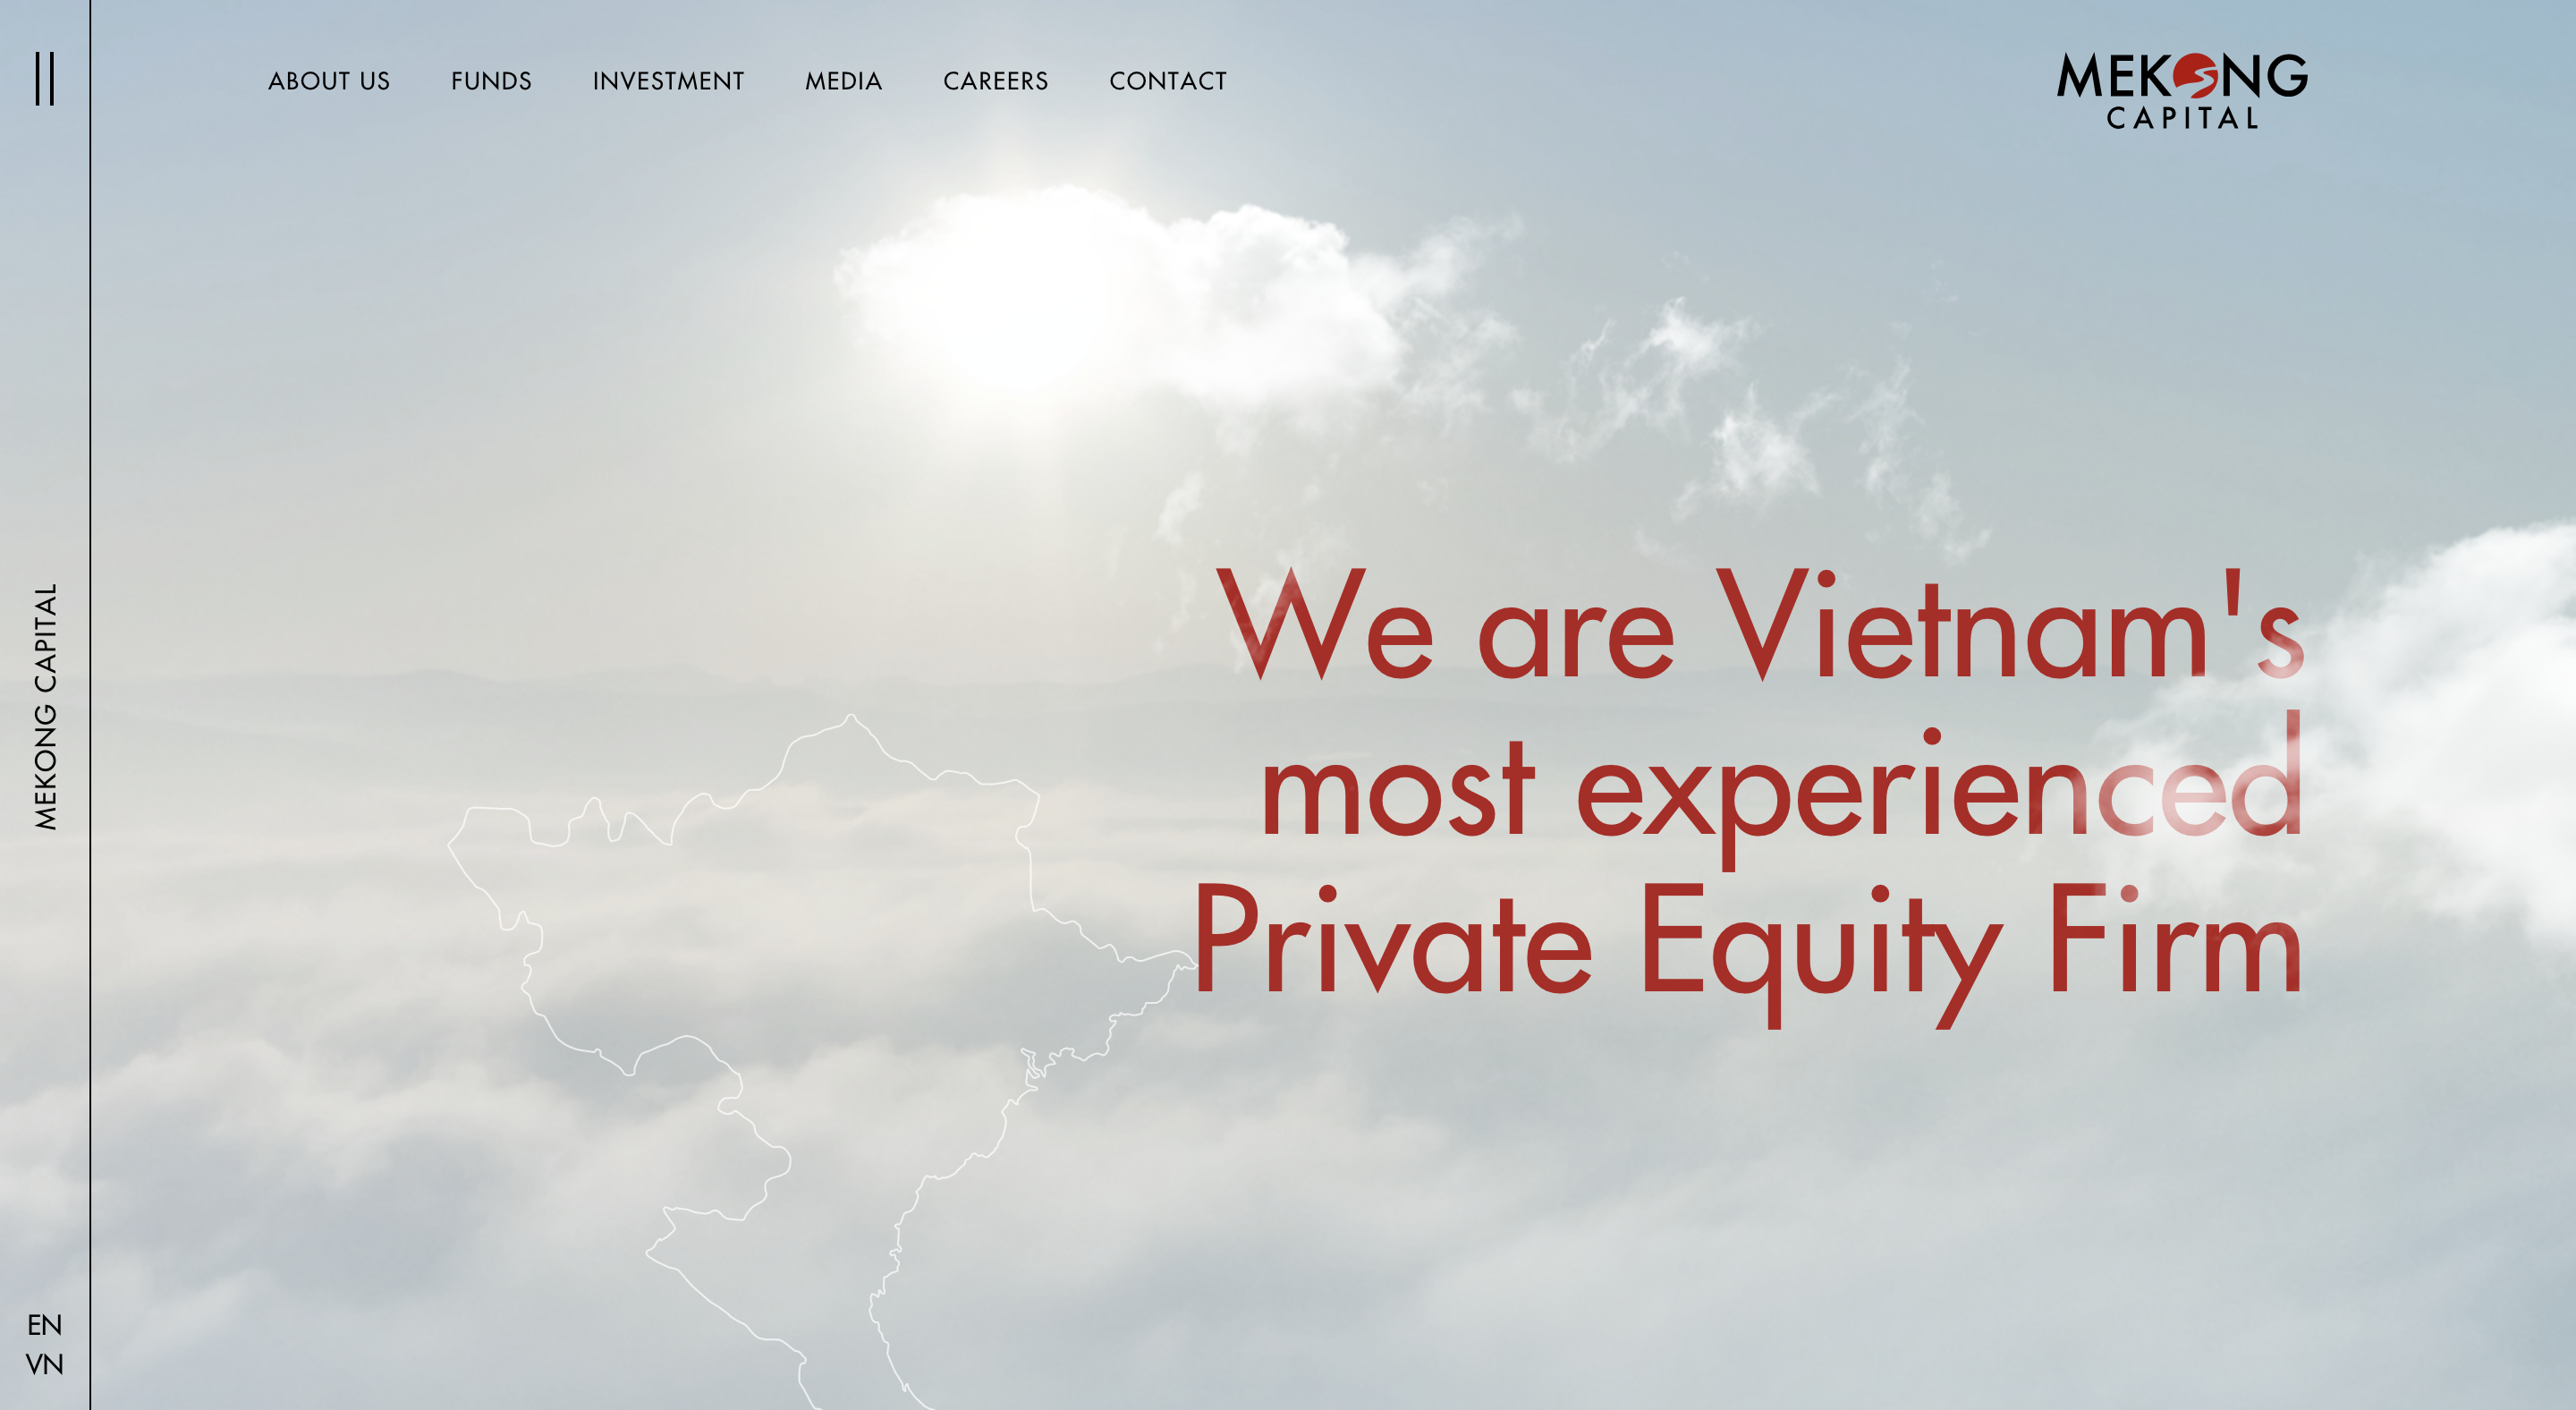 ABOUT US
FUNDS
INVESTMENT
MEDIA
CAREERS
CONTACT
MEKONG
CAPITAL
MEKONG CAPITAL
We are Vietnam's
most experienced
Private Equity Firm
EN
VN